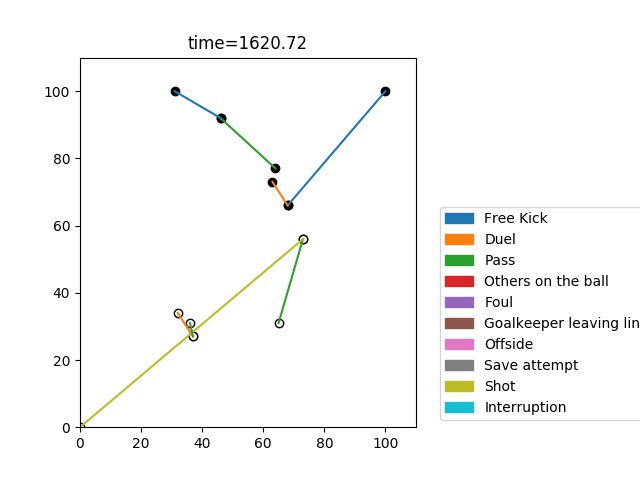 time=1620.72
100
80
60
40
20
0
0 20 40 60 80 100
Free Kick
Duel
Pass
Others on the ball
Foul
Goalkeeper leaving lin
Offside
Save attempt
Shot
Interruption